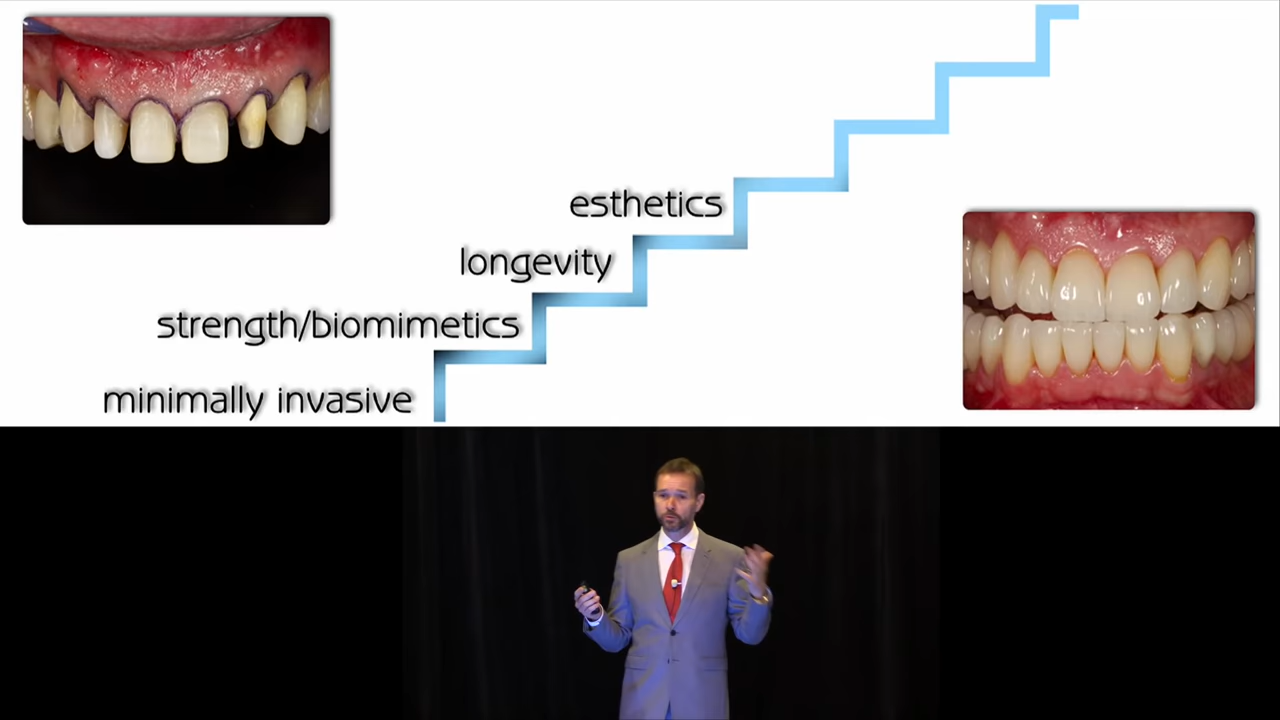 esthetics
longevity
strength/biomimetics
minimally invasive